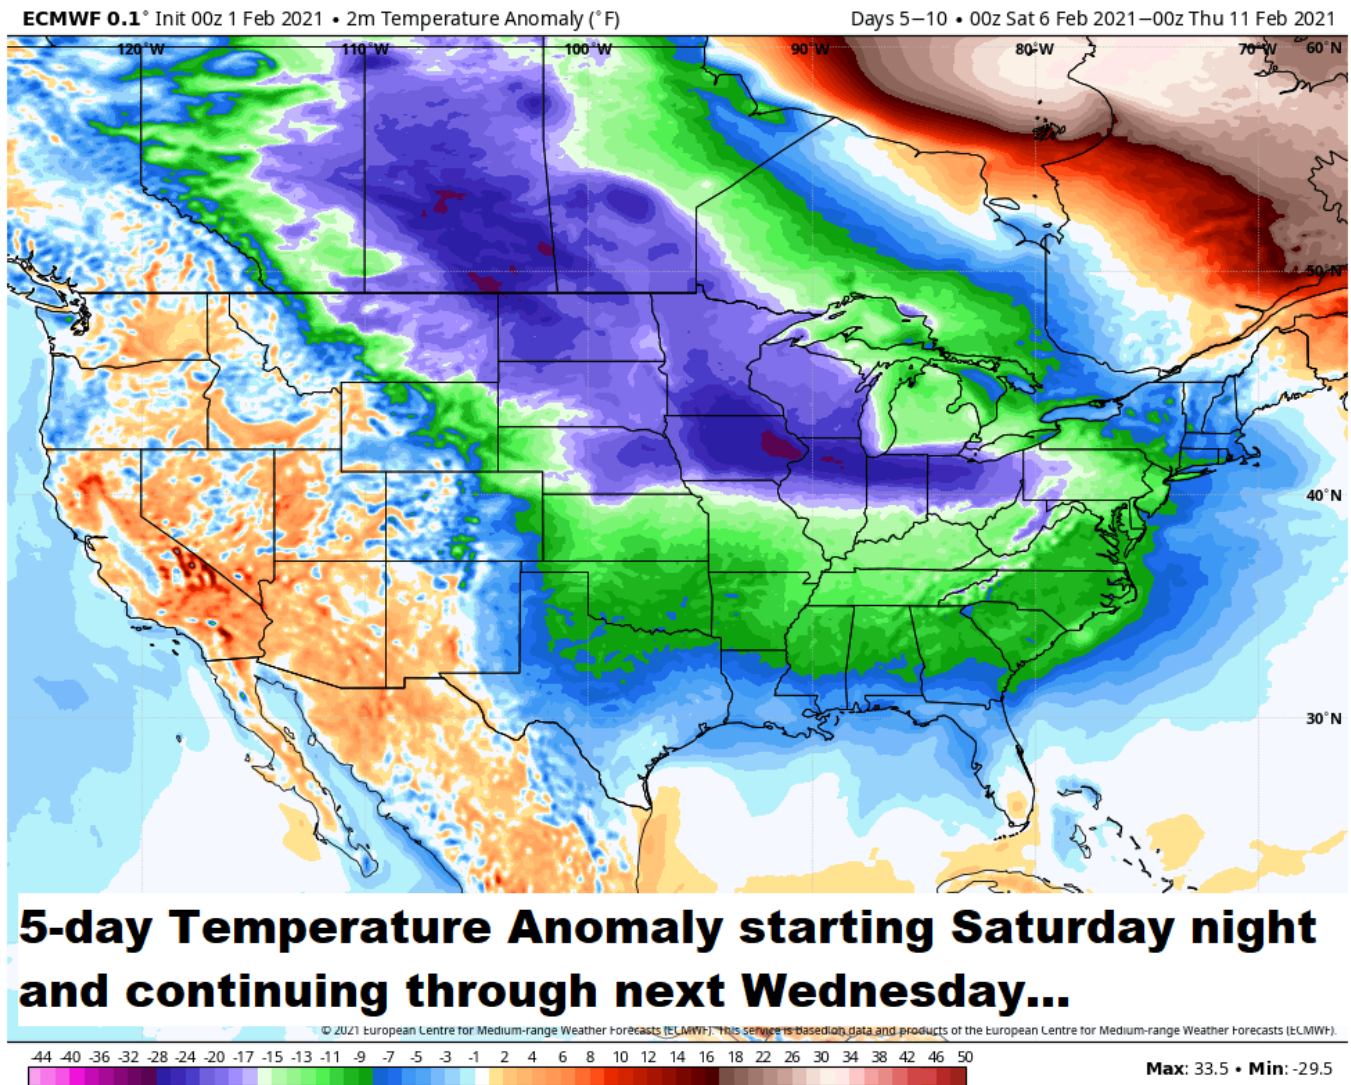 ECMWF 0.1° Init 00z 1 Feb 2021 • 2m Temperature Anomaly (°F)
Days 5−10 • 00z Sat 6 Feb 2021−00z Thu 11 Feb 2021
120°W 110°W 100°W 90°W 80°W 70°W 60°N
50°N
40°N
30°N
5-day Temperature Anomaly starting Saturday night
and continuing through next Wednesday...
© 2021 European Centre for Medium-range Weather Forecasts (ECMWF). This service is based on data and products of the European Centre for Medium-range Weather Forecasts (ECMWF).
-44 -40 -36 -32 -28 -24 -20 -17 -15 -13 -11 -9 -7 -5 -3 -1 2 4 6 8 10 12 14 16 18 22 26 30 34 38 42 46 50
Max: 33.5 • Min: -29.5